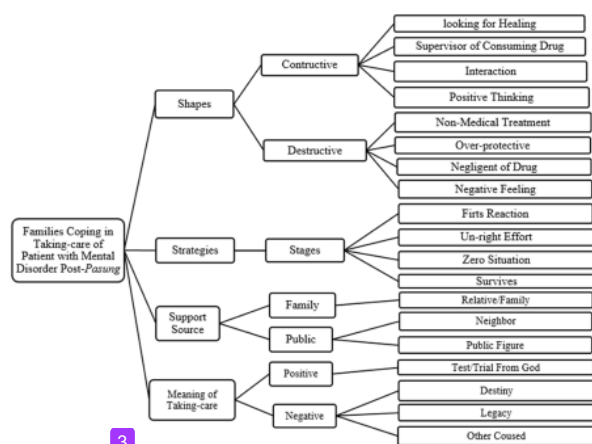 Families Coping in
Taking-care of
Patient with Mental
Disorder Post-Pasung
Shapes
Contructive
looking for Healing
Supervisor of Consuming Drug
Interaction
Positive Thinking
Destructive
Non-Medical Treatment
Over-protective
Negligent of Drug
Negative Feeling
Strategies
Stages
Firts Reaction
Un-right Effort
Zero Situation
Survives
Support
Source
Family
Relative/Family
Public
Neighbor
Public Figure
Meaning of
Taking-care
Positive
Test/Trial From God
Negative
Destiny
Legacy
Other Coused
3